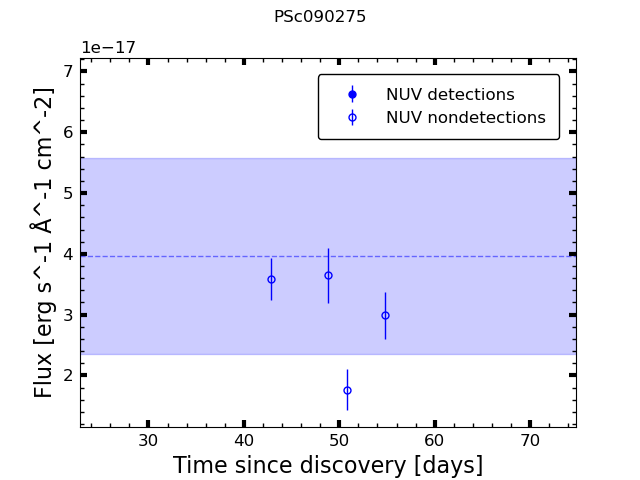 PSc090275
1e−17
NUV detections
NUV nondetections
7
6
5
4
3
2
Flux [erg s^-1 Å^-1 cm^-2]
30 40 50 60 70
Time since discovery [days]